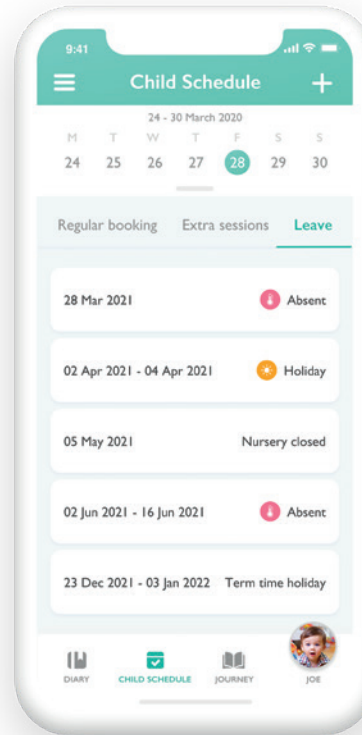 9:41
Child Schedule
24 - 30 March 2020
M T W T F S S
24 25 26 27 28 29 30
Regular booking Extra sessions Leave
28 Mar 2021 Absent
02 Apr 2021 - 04 Apr 2021 Holiday
05 May 2021 Nursery closed
02 Jun 2021 - 16 Jun 2021 Absent
23 Dec 2021 - 03 Jan 2022 Term time holiday
DIARY CHILD SCHEDULE JOURNEY JOE